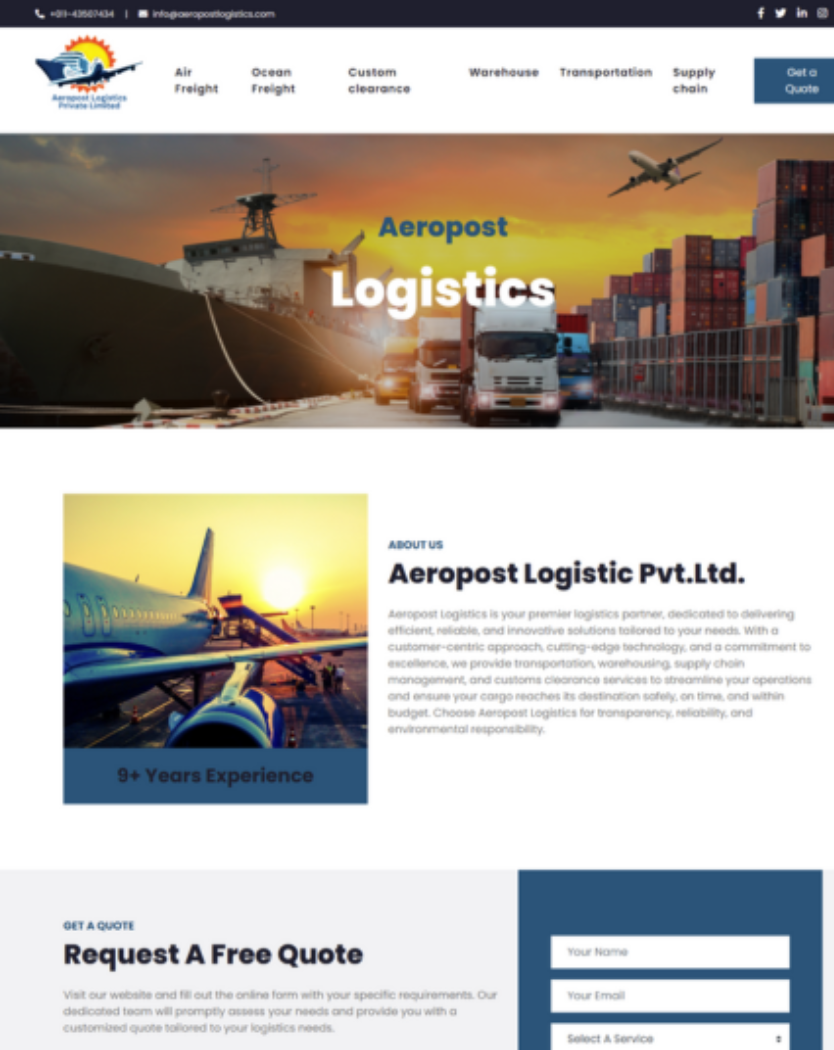 +011-43507434 | info@aeropostlogistics.com
Aeropost Logistics
Private Limited
Air Freight
Ocean Freight
Custom clearance
Warehouse
Transportation
Supply chain
Get a Quote
Aeropost
Logistics
9+ Years Experience
ABOUT US
Aeropost Logistic Pvt.Ltd.
Aeropost Logistics is your premier logistics partner, dedicated to delivering
efficient, reliable, and innovative solutions tailored to your needs. With a
customer-centric approach, cutting-edge technology, and a commitment to
excellence, we provide transportation, warehousing, supply chain
management, and customs clearance services to streamline your operations
and ensure your cargo reaches its destination safely, on time, and within
budget. Choose Aeropost Logistics for transparency, reliability, and
environmental responsibility.
GET A QUOTE
Request A Free Quote
Visit our website and fill out the online form with your specific requirements. Our
dedicated team will promptly assess your needs and provide you with a
customized quote tailored to your logistics needs.
Your Name
Your Email
Select A Service